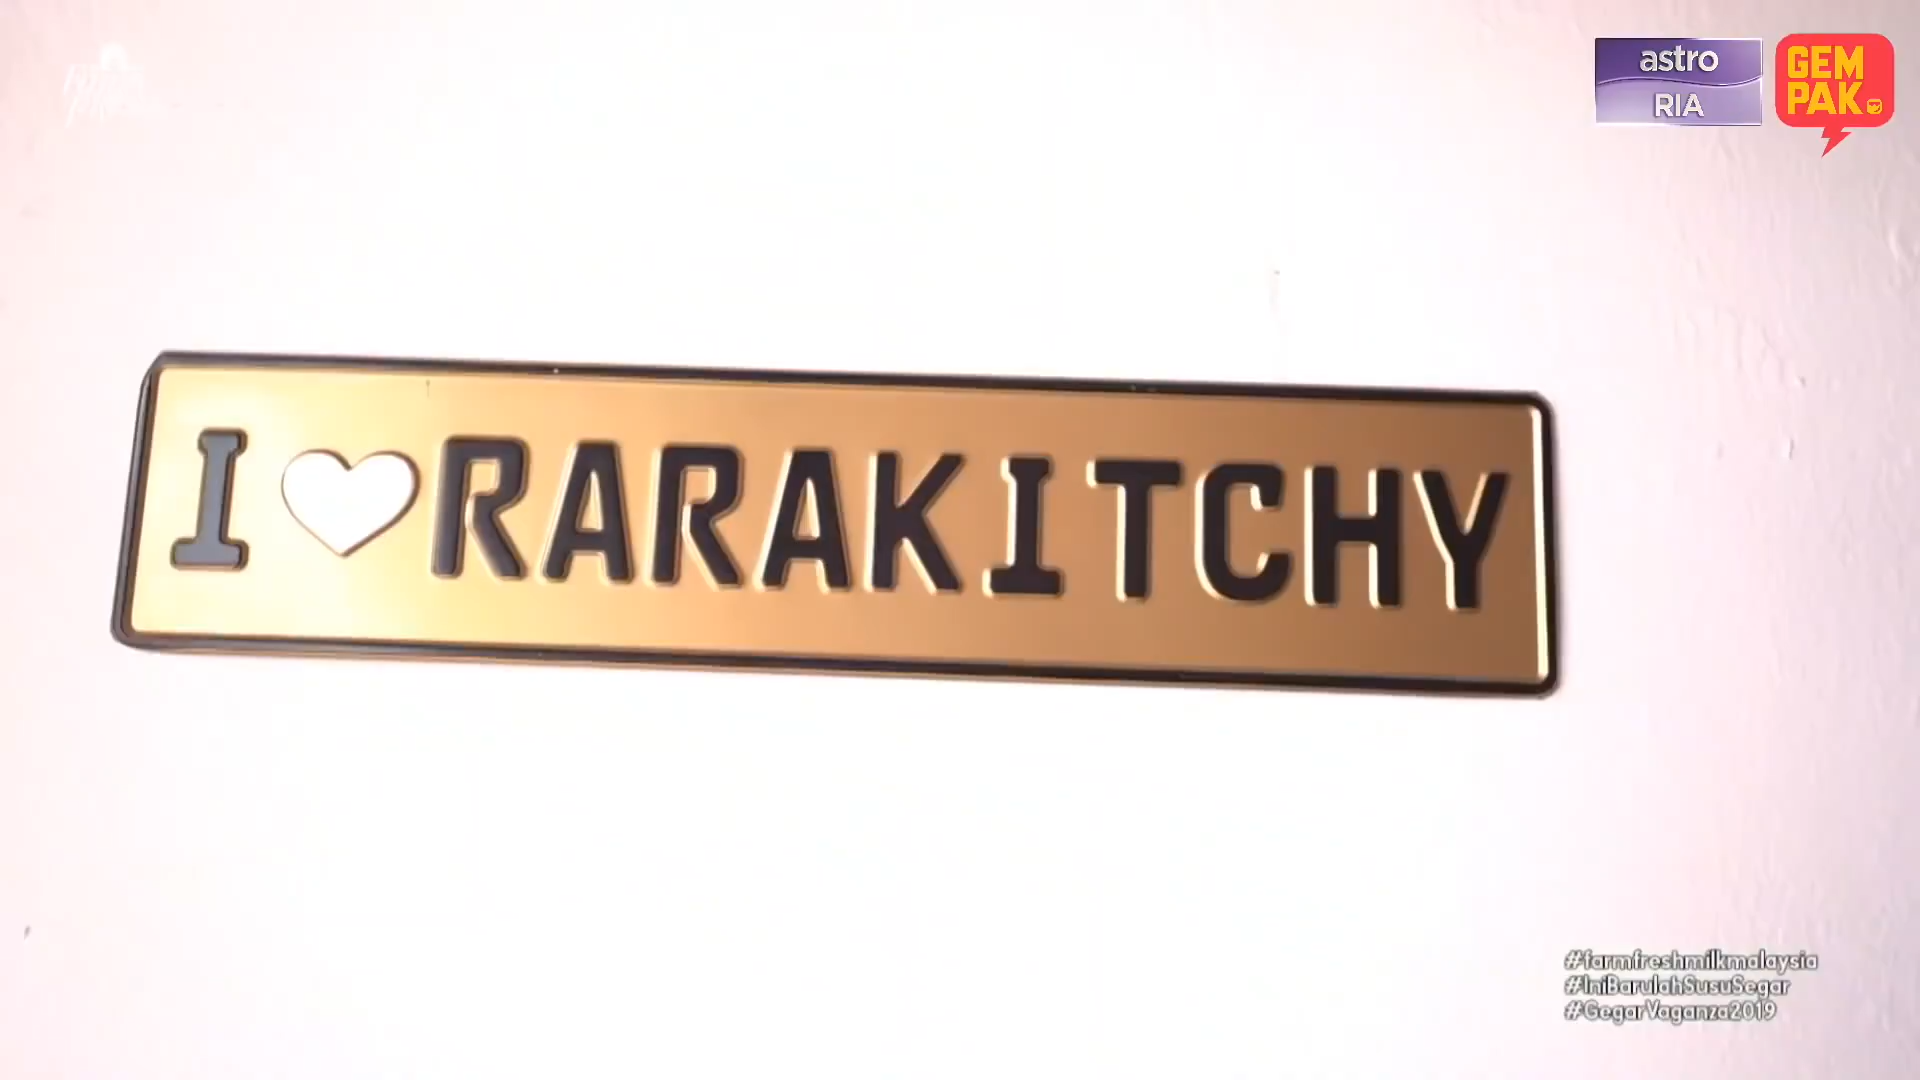 astro
RIA
GEM
PAK
I ♥ RARAKITCHY
#farmfreshmilkmalaysia
#IniBarulahSusuSegar
#GegarVaganza2019